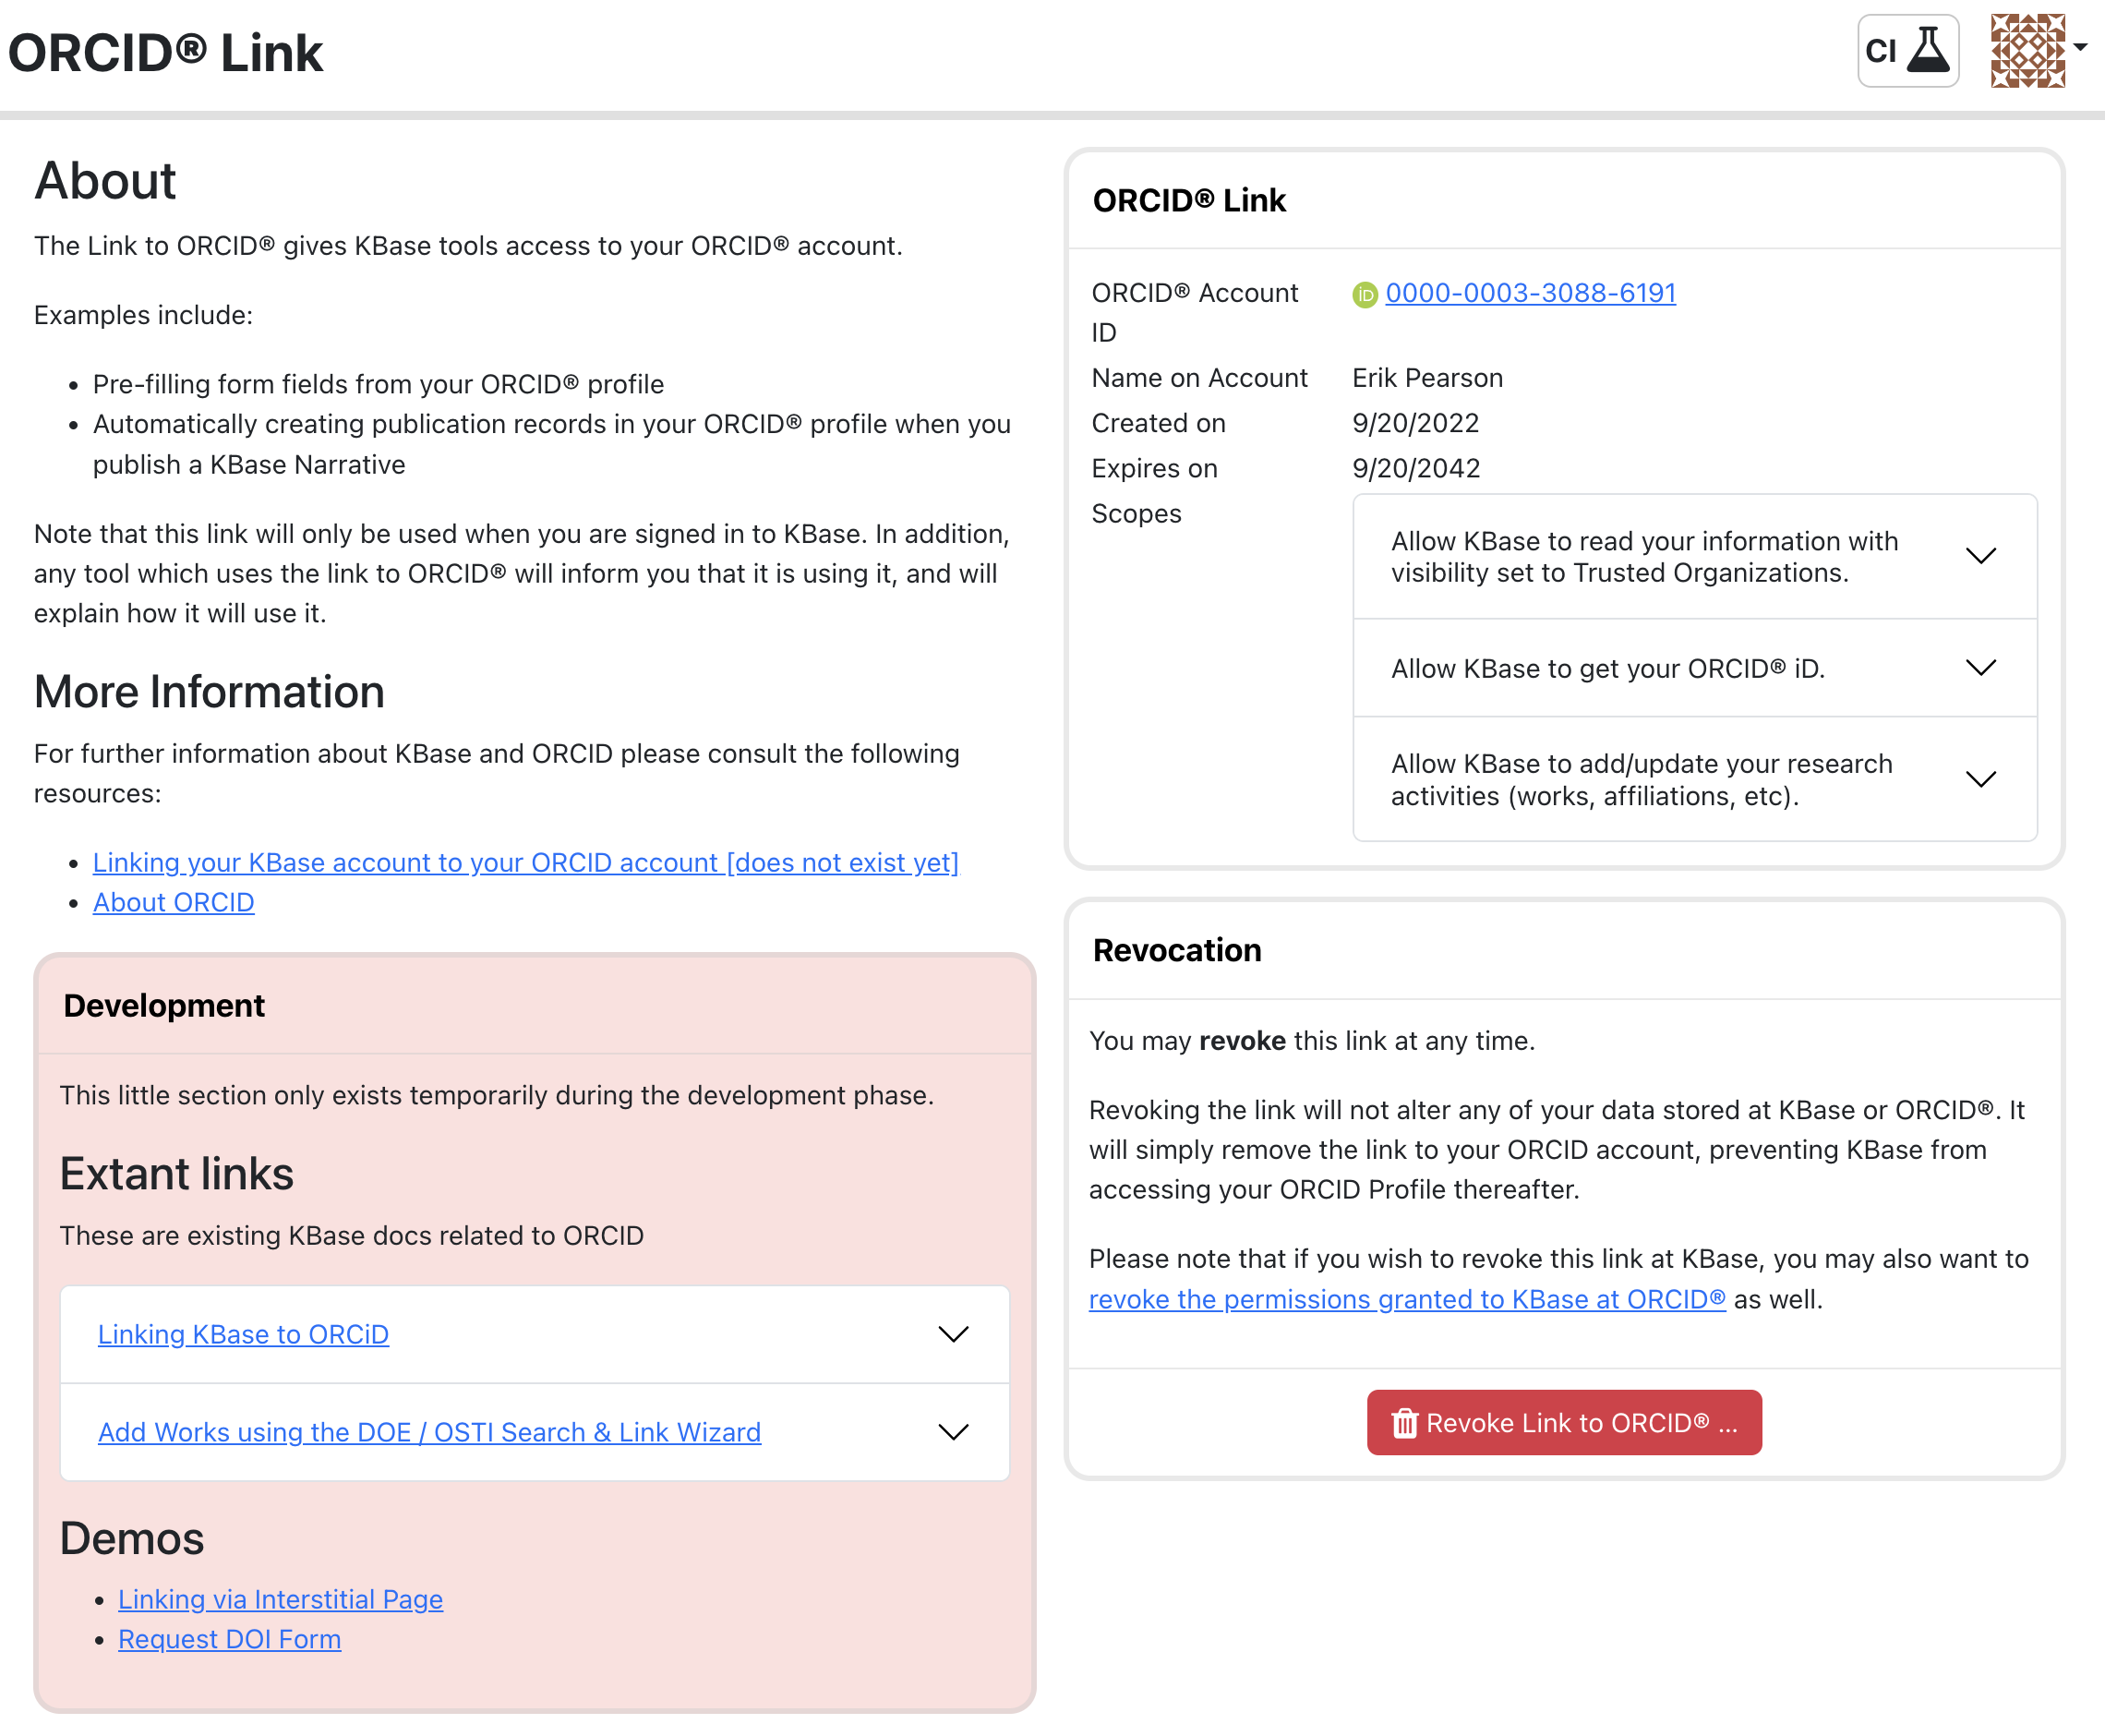 ORCID® Link
CI
About
The Link to ORCID® gives KBase tools access to your ORCID® account.
Examples include:
Pre-filling form fields from your ORCID® profile
Automatically creating publication records in your ORCID® profile when you
publish a KBase Narrative
Note that this link will only be used when you are signed in to KBase. In addition,
any tool which uses the link to ORCID® will inform you that it is using it, and will
explain how it will use it.
More Information
For further information about KBase and ORCID please consult the following
resources:
Linking your KBase account to your ORCID account [does not exist yet]
About ORCID
Development
This little section only exists temporarily during the development phase.
Extant links
These are existing KBase docs related to ORCID
Linking KBase to ORCiD
Add Works using the DOE / OSTI Search & Link Wizard
Demos
Linking via Interstitial Page
Request DOI Form
ORCID® Link
ORCID® Account
ID
iD 0000-0003-3088-6191
Name on Account Erik Pearson
Created on 9/20/2022
Expires on 9/20/2042
Scopes
Allow KBase to read your information with
visibility set to Trusted Organizations.
Allow KBase to get your ORCID® iD.
Allow KBase to add/update your research
activities (works, affiliations, etc).
Revocation
You may revoke this link at any time.
Revoking the link will not alter any of your data stored at KBase or ORCID®. It
will simply remove the link to your ORCID account, preventing KBase from
accessing your ORCID Profile thereafter.
Please note that if you wish to revoke this link at KBase, you may also want to
revoke the permissions granted to KBase at ORCID® as well.
Revoke Link to ORCID® ...